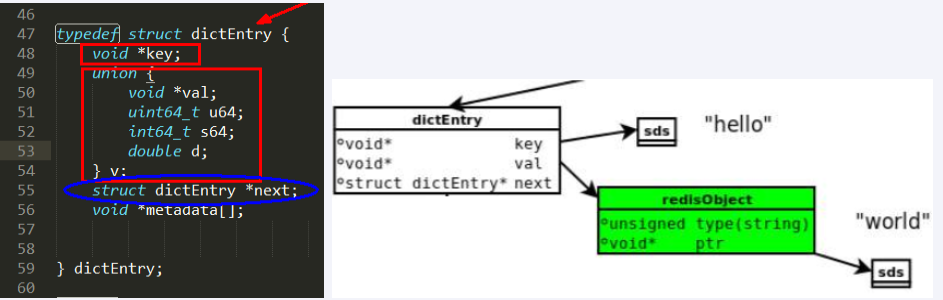 46
47 typedef struct dictEntry {
48 void *key;
49 union {
50 void *val;
51 uint64_t u64;
52 int64_t s64;
53 double d;
54 } v;
55 struct dictEntry *next;
56 void *metadata[];
57
58
59 } dictEntry;
60
dictEntry
void* key
void* val
struct dictEntry* next
sds
"hello"
redisObject
unsigned type(string)
void* ptr
"world"
sds